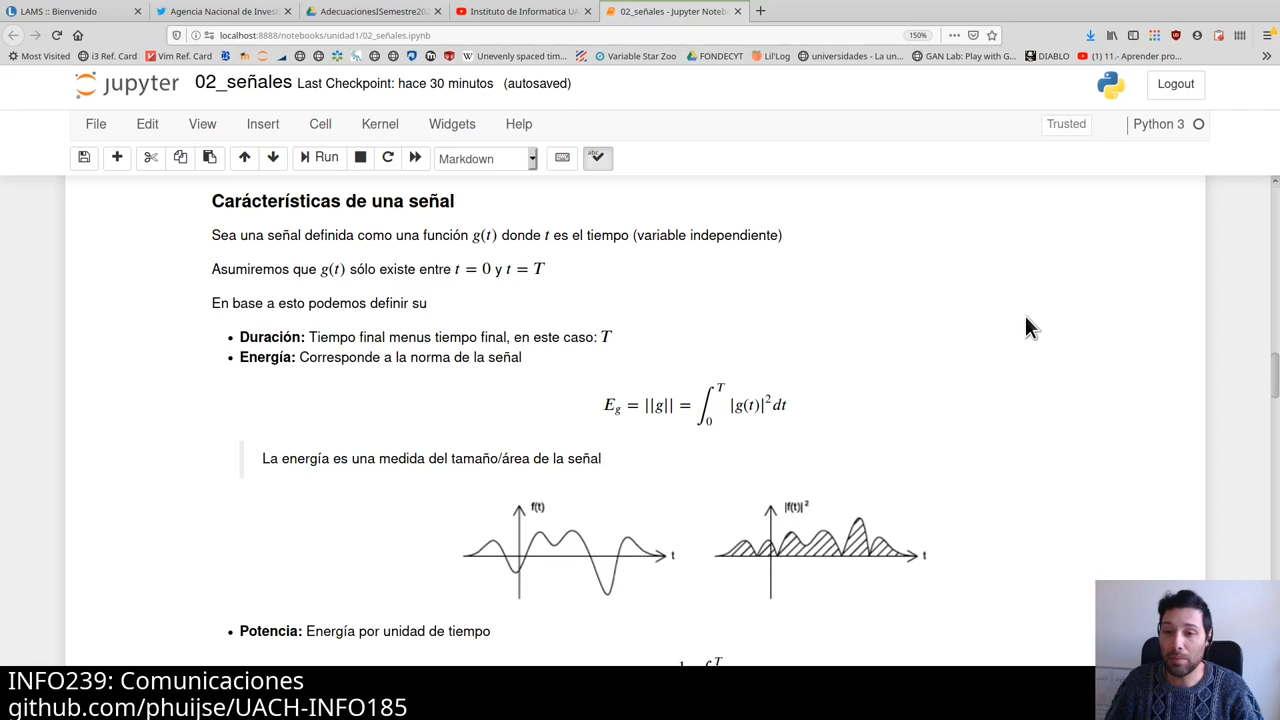 LAMS :: Bienvenido
Agencia Nacional de Invest
AdecuacionesISemestre202
Instituto de Informatica UA
02_señales - Jupyter Noteb
localhost:8888/notebooks/unidad1/02_señales.ipynb
150%
Most Visited
i3 Ref. Card
Vim Ref. Card
Unevenly spaced tim...
Variable Star Zoo
FONDECYT
Lil'Log
universidades - La un...
GAN Lab: Play with G...
DIABLO
(1) 11.- Aprender pro...
jupyter 02_señales Last Checkpoint: hace 30 minutos (autosaved)
Logout
File Edit View Insert Cell Kernel Widgets Help
Trusted
Python 3
Run
Markdown
Carácterísticas de una señal
Sea una señal definida como una función g(t) donde t es el tiempo (variable independiente)
Asumiremos que g(t) sólo existe entre t = 0 y t = T
En base a esto podemos definir su
• Duración: Tiempo final menus tiempo final, en este caso: T
• Energía: Corresponde a la norma de la señal
E_g = ||g|| = ∫_0^T |g(t)|² dt
La energía es una medida del tamaño/área de la señal
f(t)
t
|f(t)|²
t
• Potencia: Energía por unidad de tiempo
INFO239: Comunicaciones
github.com/phuijse/UACH-INFO185